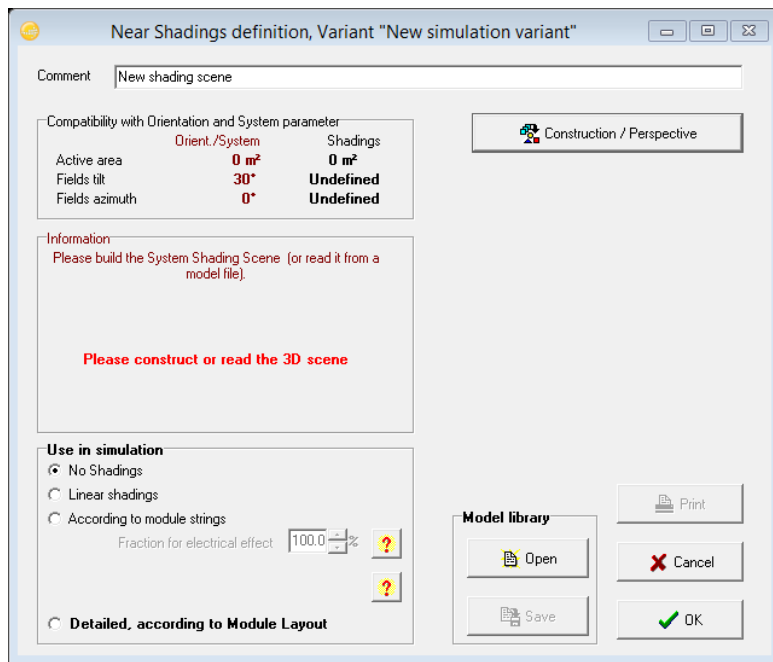 Near Shadings definition, Variant "New simulation variant"
Comment New shading scene
Compatibility with Orientation and System parameter
Orient./System Shadings
Active area 0 m² 0 m²
Fields tilt 30° Undefined
Fields azimuth 0° Undefined
Construction / Perspective
Information
Please build the System Shading Scene (or read it from a
model file).
Please construct or read the 3D scene
Use in simulation
No Shadings
Linear shadings
According to module strings
Fraction for electrical effect 100.0 % ?
?
Detailed, according to Module Layout
Model library
Open
Save
Print
Cancel
OK